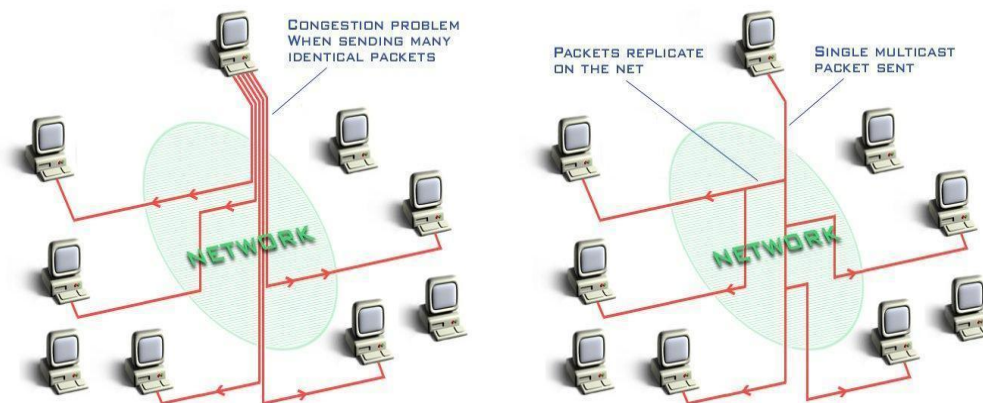 CONGESTION PROBLEM
WHEN SENDING MANY
IDENTICAL PACKETS
NETWORK
PACKETS REPLICATE
ON THE NET
SINGLE MULTICAST
PACKET SENT
NETWORK